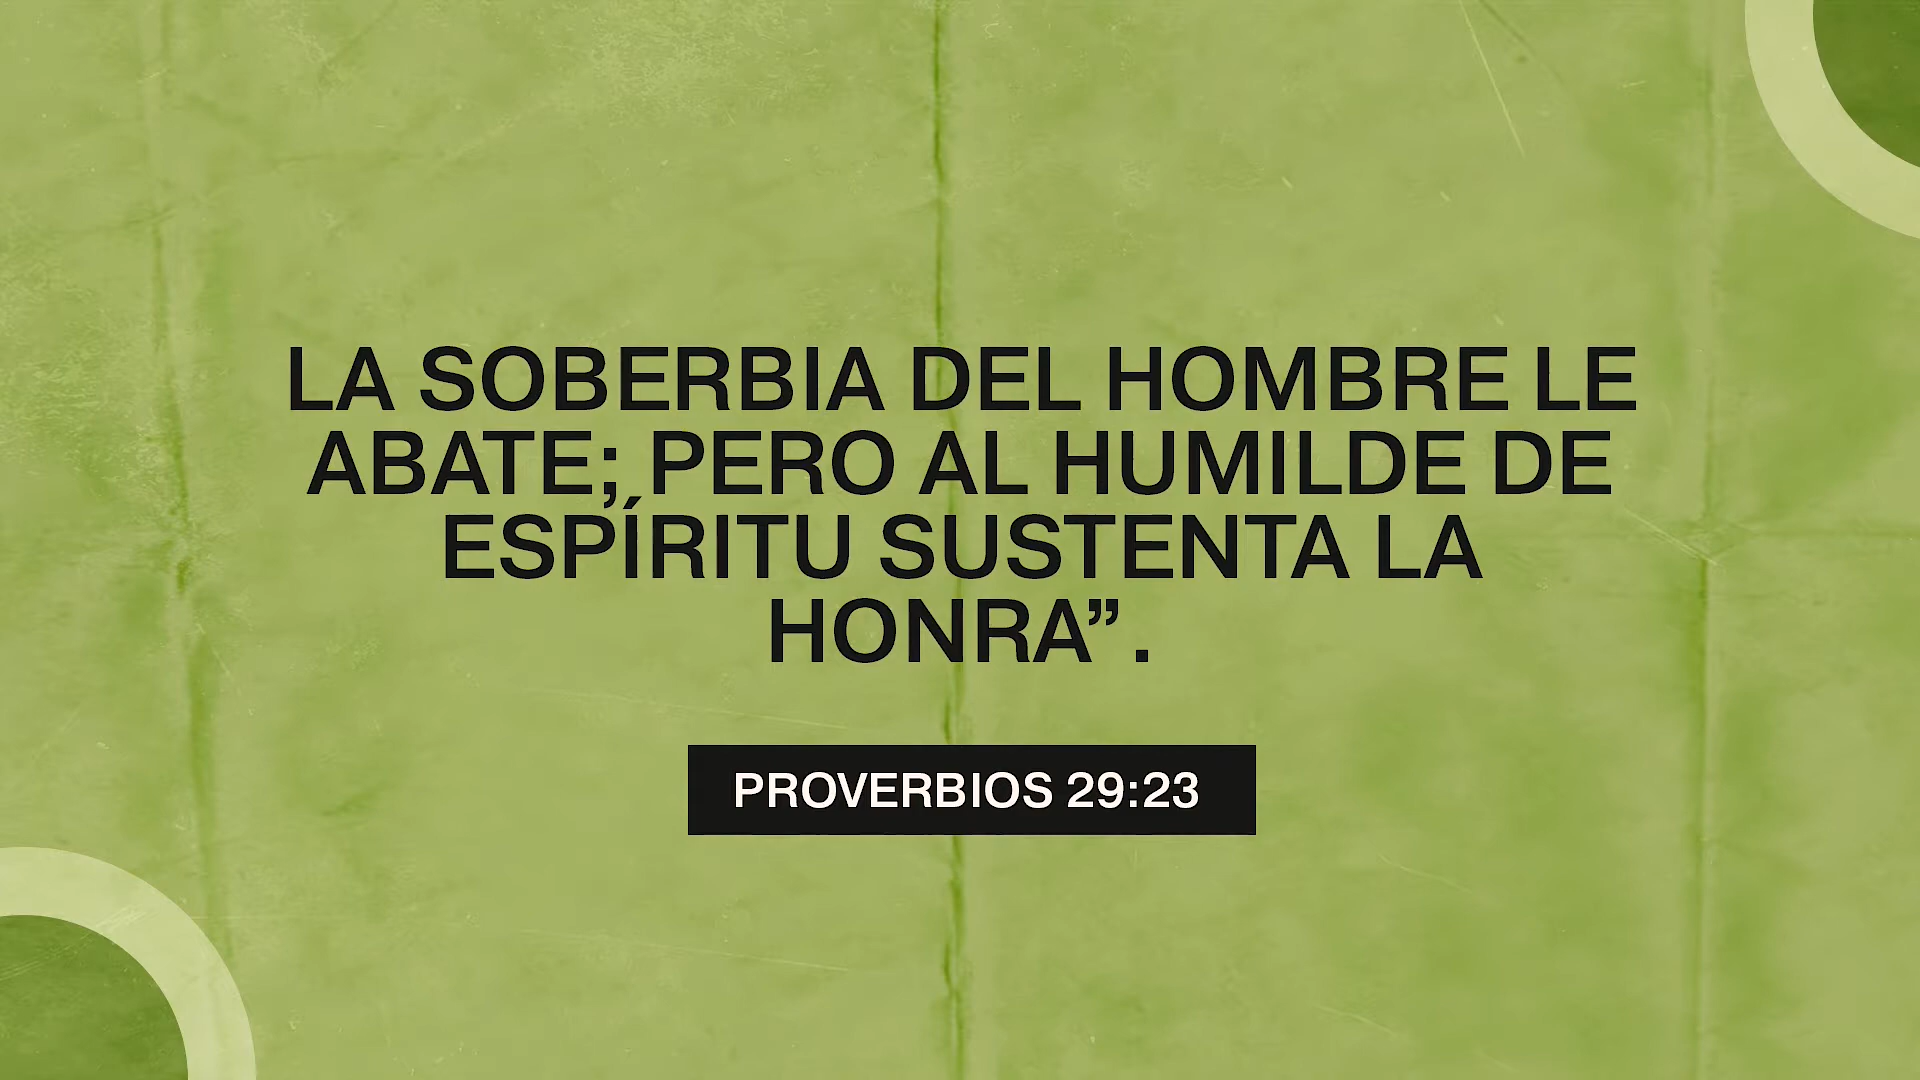 LA SOBERBIA DEL HOMBRE LE
ABATE; PERO AL HUMILDE DE
ESPÍRITU SUSTENTA LA
HONRA” .
PROVERBIOS 29:23